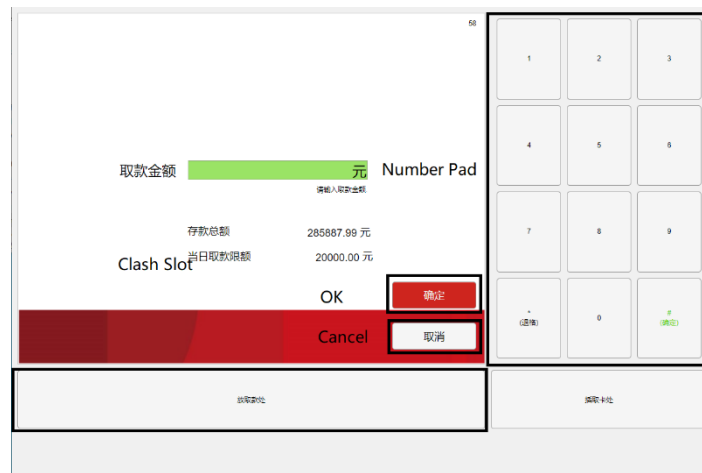 58
取款金额 元 Number Pad
请输入取款金额
存款总额 285887.99 元
当日取款限额 20000.00 元
Clash Slot
OK 确定
Cancel 取消
放取款处
1 2 3
4 5 6
7 8 9
* 0 #
(退格) (确定)
插取卡处